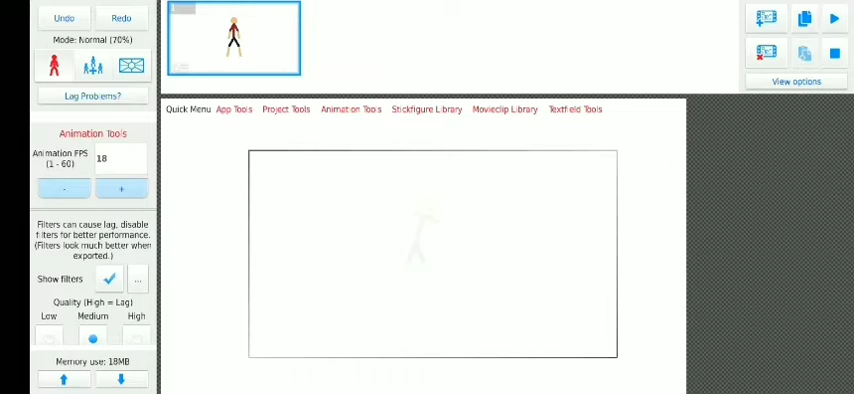 Undo
Redo
Mode: Normal (70%)
Lag Problems?
Animation Tools
Animation FPS
(1 - 60)
18
-
+
Filters can cause lag, disable
filters for better performance.
(Filters look much better when
exported.)
Show filters
...
Quality (High = Lag)
Low
Medium
High
Memory use: 18MB
View options
Quick Menu App Tools Project Tools Animation Tools Stickfigure Library Movieclip Library Textfield Tools